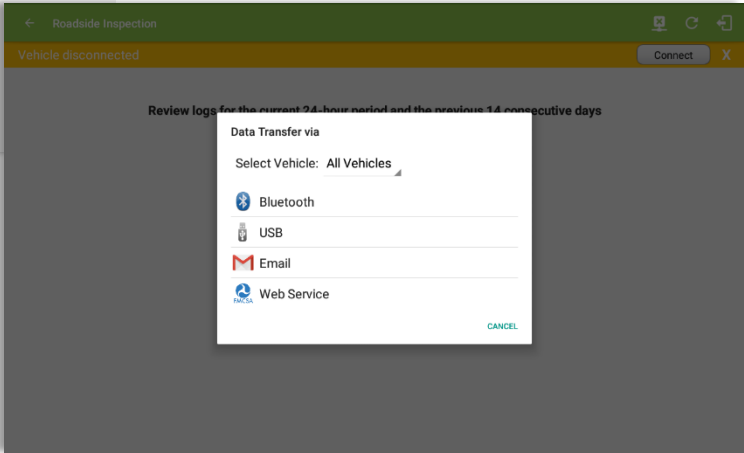 Roadside Inspection
Vehicle disconnected
Connect
X
Review logs for the current 24-hour period and the previous 14 consecutive days
Data Transfer via
Select Vehicle: All Vehicles
Bluetooth
USB
Email
FMCSA
Web Service
CANCEL